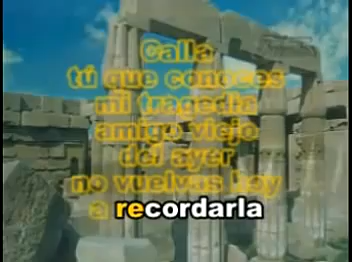 Calla
tú que conoces
mi tragedia
amigo viejo
del ayer
no vuelvas hoy
a recordarla